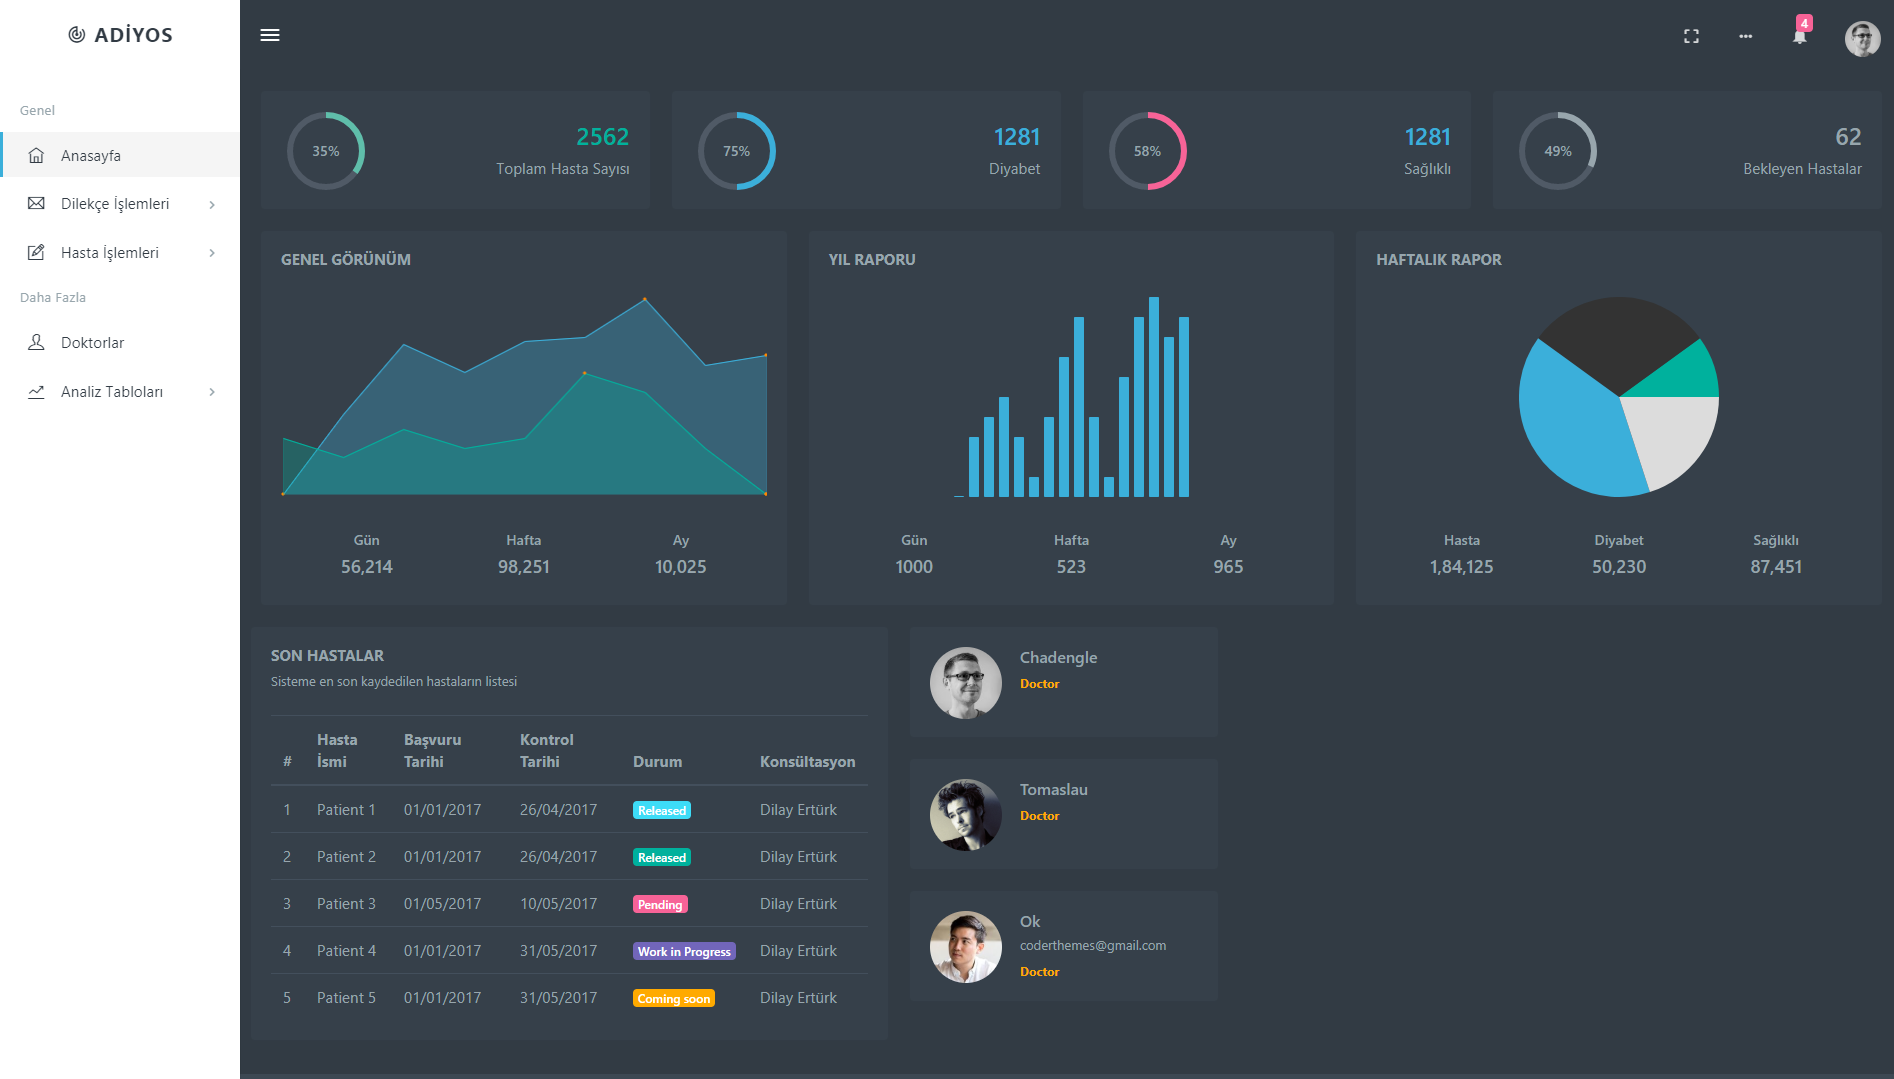 ADİYOS
4
Genel
Anasayfa
Dilekçe İşlemleri
Hasta İşlemleri
Daha Fazla
Doktorlar
Analiz Tabloları
35%
2562
Toplam Hasta Sayısı
75%
1281
Diyabet
58%
1281
Sağlıklı
49%
62
Bekleyen Hastalar
GENEL GÖRÜNÜM
Gün Hafta Ay
56,214 98,251 10,025
YIL RAPORU
Gün Hafta Ay
1000 523 965
HAFTALIK RAPOR
Hasta Diyabet Sağlıklı
1,84,125 50,230 87,451
SON HASTALAR
Sisteme en son kaydedilen hastaların listesi
# Hasta İsmi Başvuru Tarihi Kontrol Tarihi Durum Konsültasyon
1 Patient 1 01/01/2017 26/04/2017 Released Dilay Ertürk
2 Patient 2 01/01/2017 26/04/2017 Released Dilay Ertürk
3 Patient 3 01/05/2017 10/05/2017 Pending Dilay Ertürk
4 Patient 4 01/01/2017 31/05/2017 Work in Progress Dilay Ertürk
5 Patient 5 01/01/2017 31/05/2017 Coming soon Dilay Ertürk
Chadengle
Doctor
Tomaslau
Doctor
Ok
coderthemes@gmail.com
Doctor